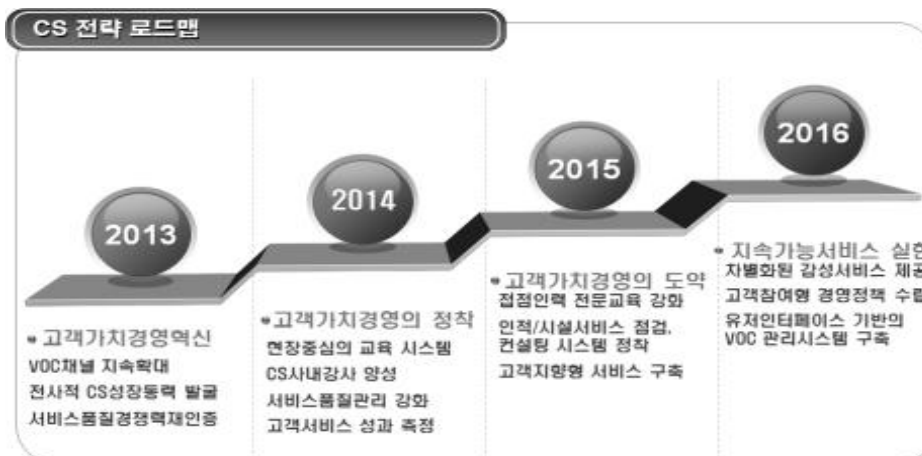 CS 전략 로드맵
2013
고객가치경영혁신
VOC채널 지속확대
전사적 CS성장동력 발굴
서비스품질경쟁력재인증
2014
고객가치경영의 정착
현장중심의 교육 시스템
CS사내강사 양성
서비스품질관리 강화
고객서비스 성과 측정
2015
고객가치경영의 도약
접점인력 전문교육 강화
인적/시설서비스 점검,
컨설팅 시스템 정착
고객지향형 서비스 구축
2016
지속가능서비스 실현
차별화된 감성서비스 제공
고객참여형 경영정책
유저인터페이스 기반의
VOC 관리시스템 구축